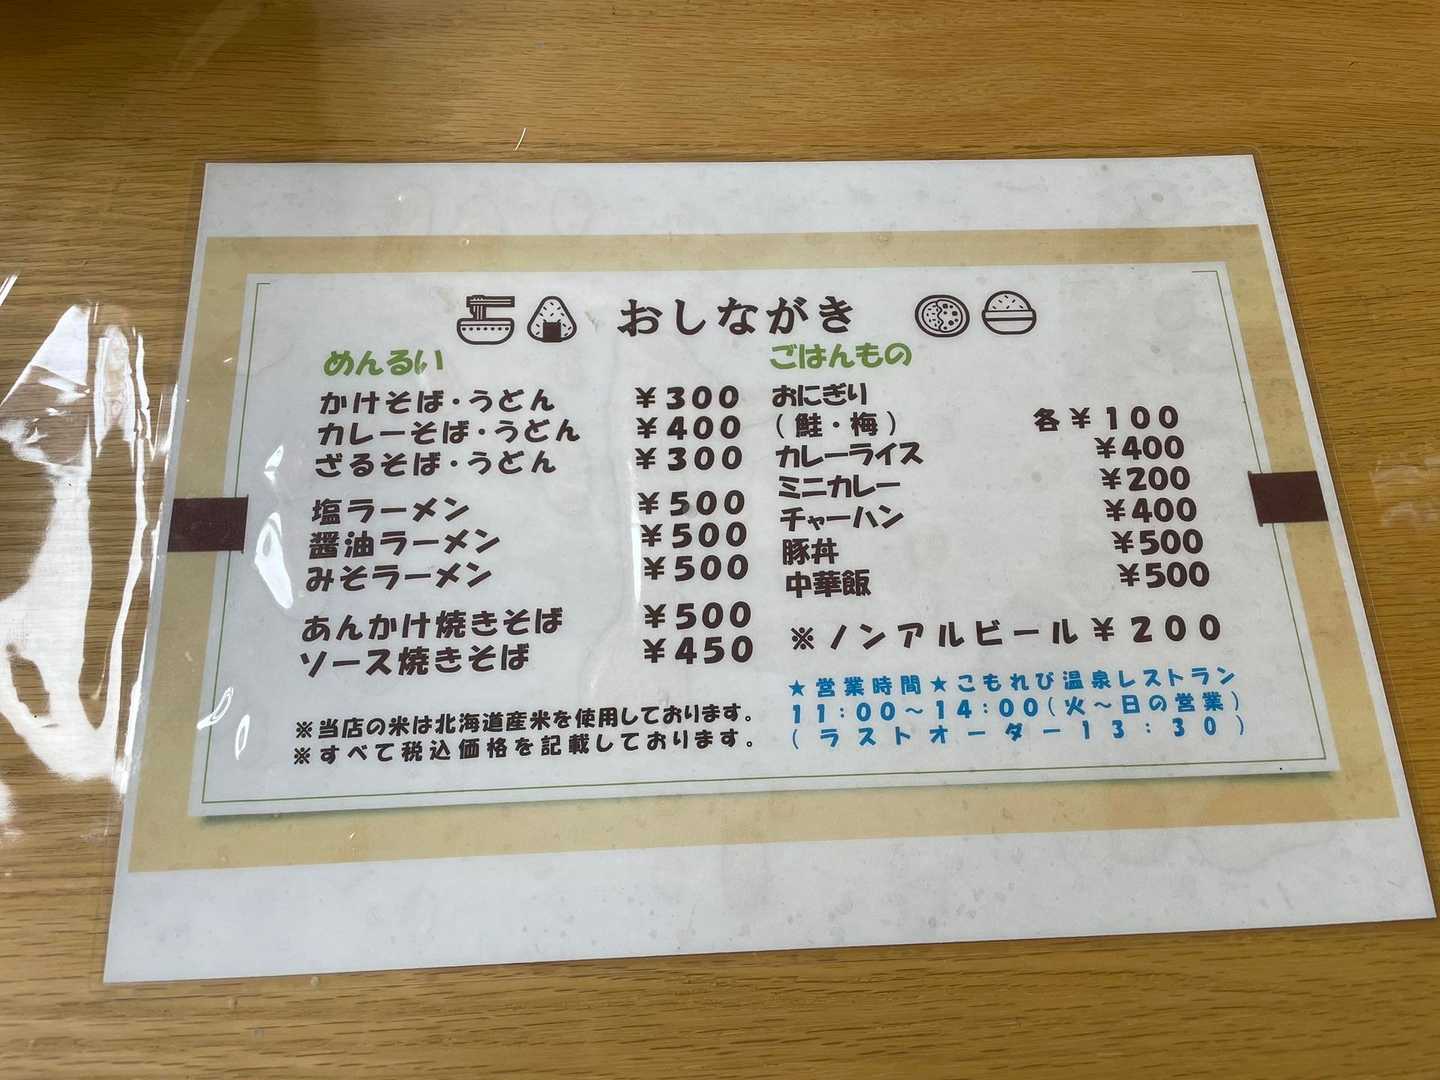 おしながき
めんるい
かけそば・うどん ￥300
カレーそば・うどん ￥400
ざるそば・うどん ￥300
塩ラーメン ￥500
醤油ラーメン ￥500
みそラーメン ￥500
あんかけ焼きそば ￥500
ソース焼きそば ￥450
※当店の米は北海道産米を使用しております。
※すべて税込価格を記載しております。
ごはんもの
おにぎり
(鮭・梅) 各￥100
カレーライス ￥400
ミニカレー ￥200
チャーハン ￥400
豚丼 ￥500
中華飯 ￥500
※ノンアルビール￥200
★営業時間★こもれび温泉レストラン
11:00～14:00(火～日の営業)
(ラストオーダー13:30)